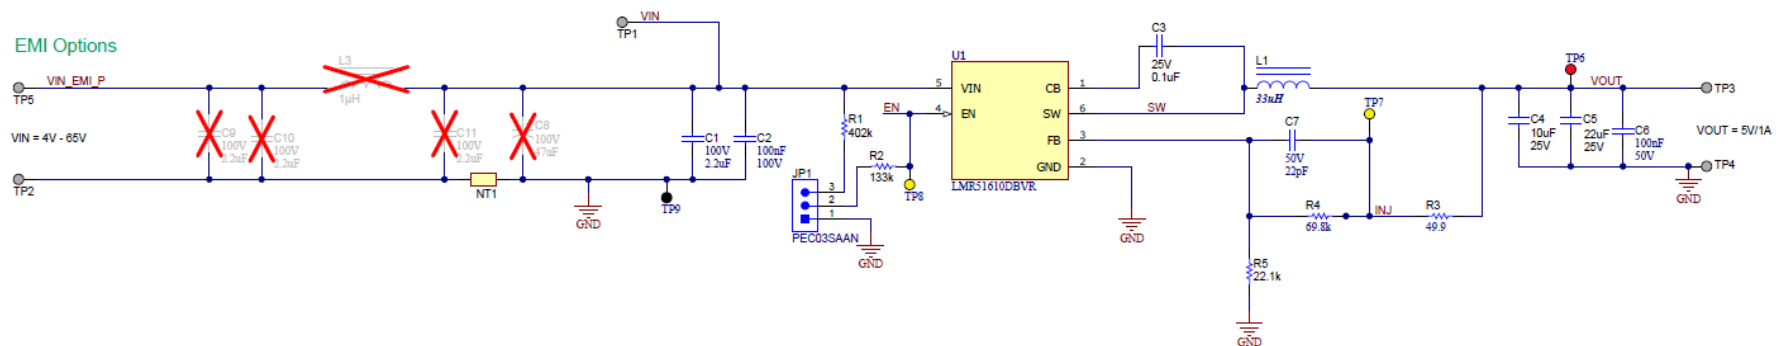 EMI Options
TP5
VIN_EMI_P
VIN = 4V - 65V
TP2
C9
100V
2.2uF
C10
100V
2.2uF
L3
1µH
C11
100V
2.2uF
C8
100V
47uF
NT1
GND
TP1
VIN
TP9
C1
100V
2.2uF
C2
100nF
100V
R1
402k
R2
133k
JP1
3
2
1
PEC03SAAN
GND
EN
TP8
U1
5
VIN
4
EN
CB
1
SW
6
FB
3
GND
2
LMR51610DBVR
GND
C3
25V
0.1uF
SW
L1
33uH
TP7
C7
50V
22pF
R4
69.8k
INJ
R3
49.9
R5
22.1k
GND
TP6
VOUT
C4
10uF
25V
C5
22uF
25V
C6
100nF
50V
TP3
VOUT = 5V/1A
TP4
GND